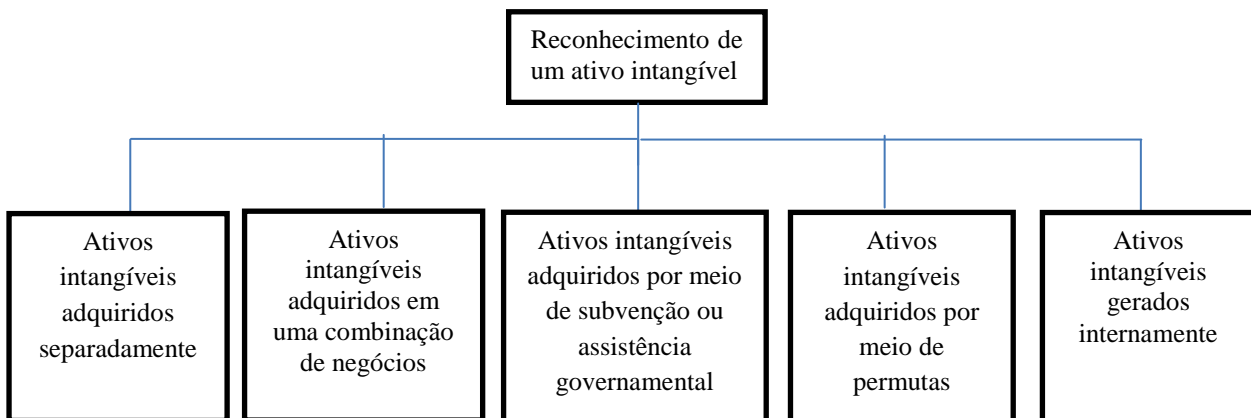 Reconhecimento de
um ativo intangível
Ativos
intangíveis
adquiridos
separadamente
Ativos
intangíveis
adquiridos em
uma combinação
de negócios
Ativos intangíveis
adquiridos por meio
de subvenção ou
assistência
governamental
Ativos
intangíveis
adquiridos por
meio de
permutas
Ativos
intangíveis
gerados
internamente